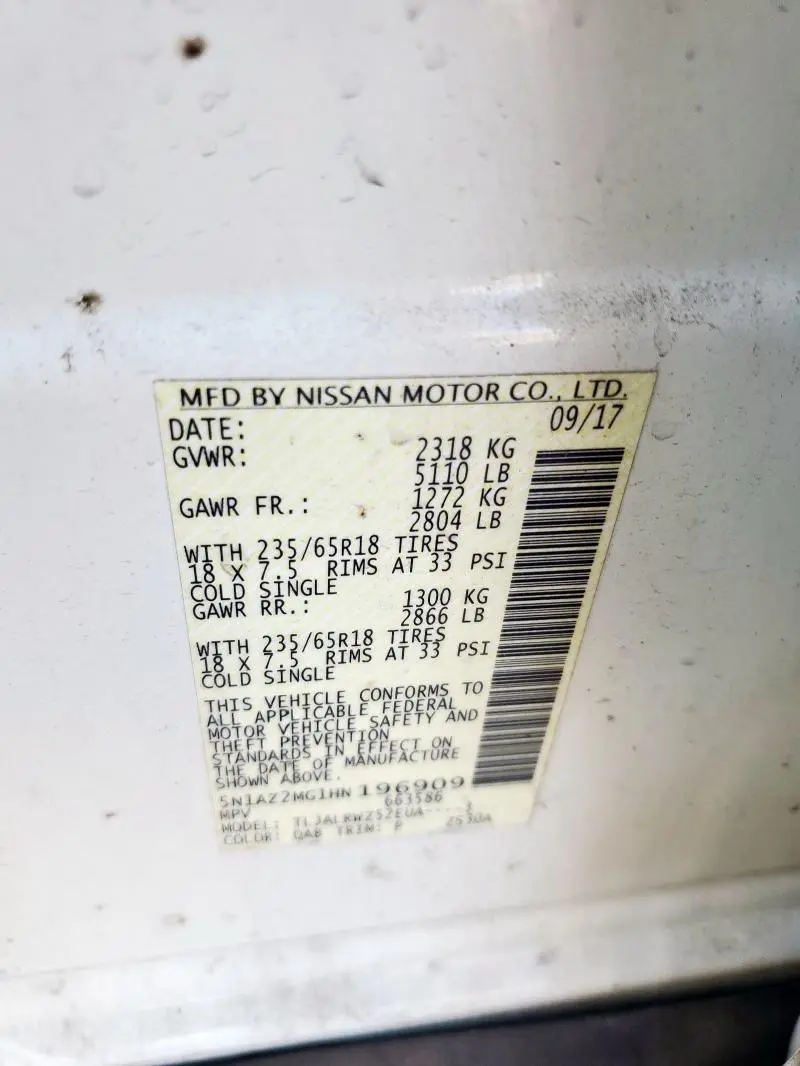 MFD BY NISSAN MOTOR CO., LTD.
DATE: 09/17
GVWR: 2318 KG
5110 LB
GAWR FR.: 1272 KG
2804 LB
WITH 235/65R18 TIRES
18 X 7.5 RIMS AT 33 PSI
COLD SINGLE
GAWR RR.: 1300 KG
2866 LB
WITH 235/65R18 TIRES
18 X 7.5 RIMS AT 33 PSI
COLD SINGLE
THIS VEHICLE CONFORMS TO
ALL APPLICABLE FEDERAL
MOTOR VEHICLE SAFETY AND
THEFT PREVENTION
STANDARDS IN EFFECT ON
THE DATE OF MANUFACTURE
SHOWN ABOVE.
5N1AZ2MG1HN196909
MPV 663586
MODEL:
COLOR: QAB TRIM: P